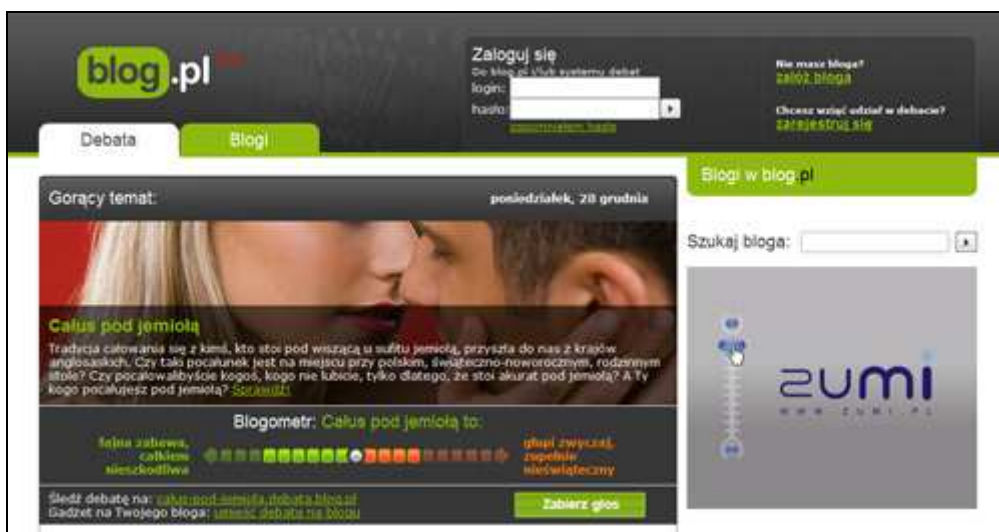 blog.pl
Zaloguj się
Do blog.pl i/lub systemu debat
login:
hasło:
zapomniałem hasła
Nie masz bloga?
załóż bloga
Chcesz wziąć udział w debacie?
zarejestruj się
Debata
Blogi
Gorący temat:
poniedziałek, 28 grudnia
Całus pod jemiołą
Tradycja całowania się z kimś, kto stoi pod wiszącą u sufitu jemiołą, przyszła do nas z krajów
anglosaskich. Czy taki pocałunek jest na miejscu przy polskim, świąteczno-noworocznym, rodzinnym
stole? Czy pocałowalibyście kogoś, kogo nie lubicie, tylko dlatego, że stoi akurat pod jemiołą? A Ty
kogo pocałujesz pod jemiołą? Sprawdź!
Blogometr: Całus pod jemiołą to:
fajna zabawa,
całkiem
nieszkodliwa
głupi zwyczaj,
zupełnie
nieświąteczny
Śledź debatę na: calus-pod-jemiola.debata.blog.pl
Gadżet na Twojego bloga: umieść debatę na blogu
Zabierz głos
Blogi w blog.pl
Szukaj bloga:
zumi
www.zumi.pl